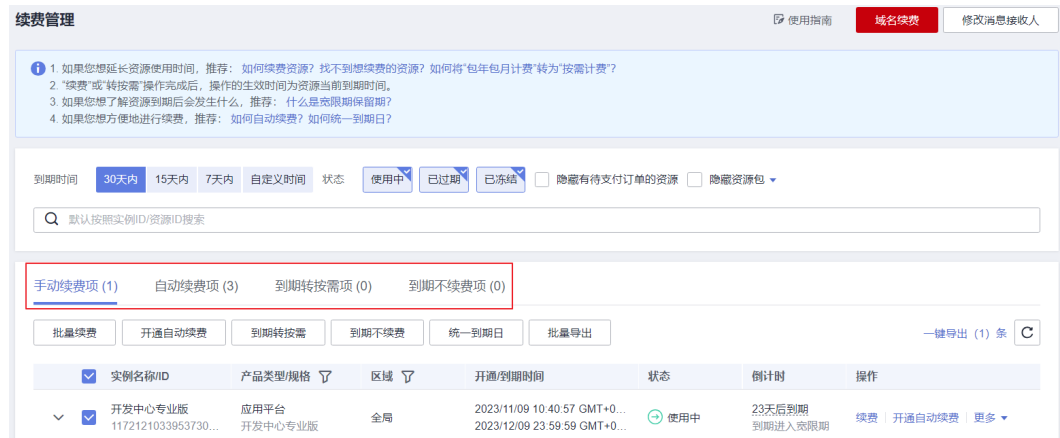 续费管理
使用指南 域名续费 修改消息接收人
1. 如果您想延长资源使用时间，推荐： 如何续费资源？找不到想续费的资源？如何将“包年包月计费”转为“按需计费”？
2. “续费”或“转按需”操作完成后，操作的生效时间为资源当前到期时间。
3. 如果您想了解资源到期后会发生什么，推荐： 什么是宽限期保留期？
4. 如果您想方便地进行续费，推荐： 如何自动续费？如何统一到期日？
到期时间 30天内 15天内 7天内 自定义时间 状态 使用中 已过期 已冻结 隐藏有待支付订单的资源 隐藏资源包
默认按照实例ID/资源ID搜索
手动续费项 (1) 自动续费项 (3) 到期转按需项 (0) 到期不续费项 (0)
批量续费 开通自动续费 到期转按需 到期不续费 统一到期日 批量导出 一键导出（1）条
实例名称/ID 产品类型/规格 区域 开通/到期时间 状态 倒计时 操作
开发中心专业版 应用平台 全局 2023/11/09 10:40:57 GMT+0... 使用中 23天后到期 续费 开通自动续费 更多
1172121033953730... 开发中心专业版 2023/12/09 23:59:59 GMT+0... 到期进入宽限期